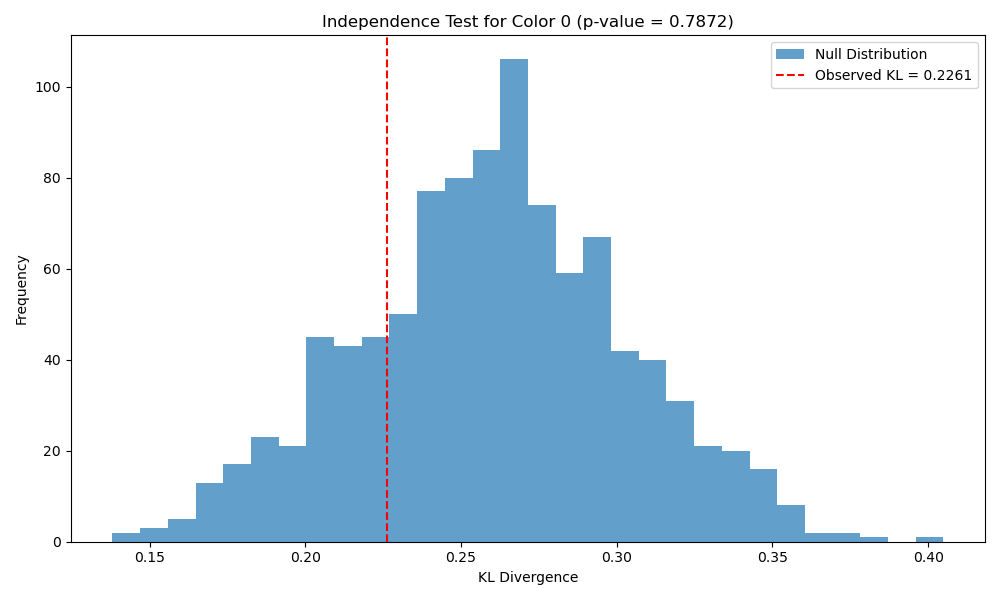 Independence Test for Color 0 (p-value = 0.7872)
Null Distribution
Observed KL = 0.2261
Frequency
100
80
60
40
20
0
0.15 0.20 0.25 0.30 0.35 0.40
KL Divergence